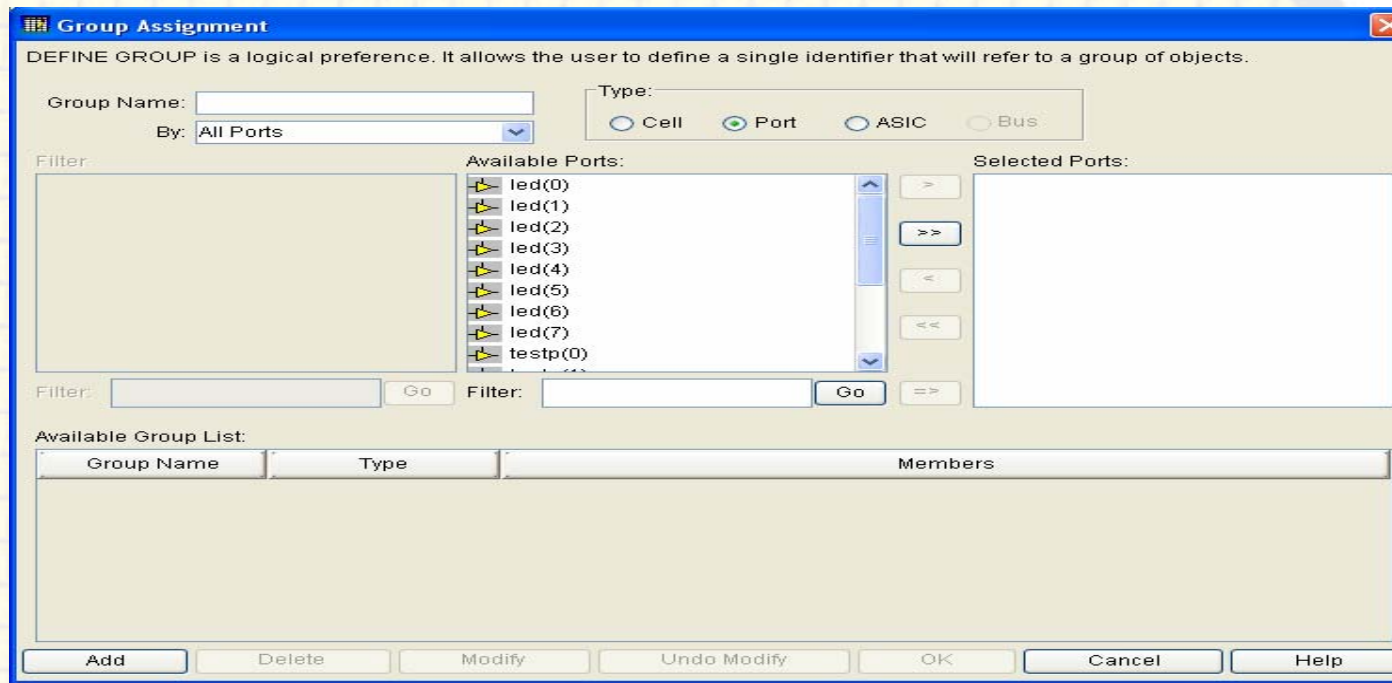 Group Assignment
DEFINE GROUP is a logical preference. It allows the user to define a single identifier that will refer to a group of objects.
Group Name:
Type:
Cell Port ASIC Bus
By: All Ports
Filter Available Ports: Selected Ports:
led(0)
led(1)
led(2)
led(3)
led(4)
led(5)
led(6)
led(7)
testp(0)
>
>>
<
<<
Filter: Go Filter: Go =>
Available Group List:
Group Name Type Members
Add Delete Modify Undo Modify OK Cancel Help